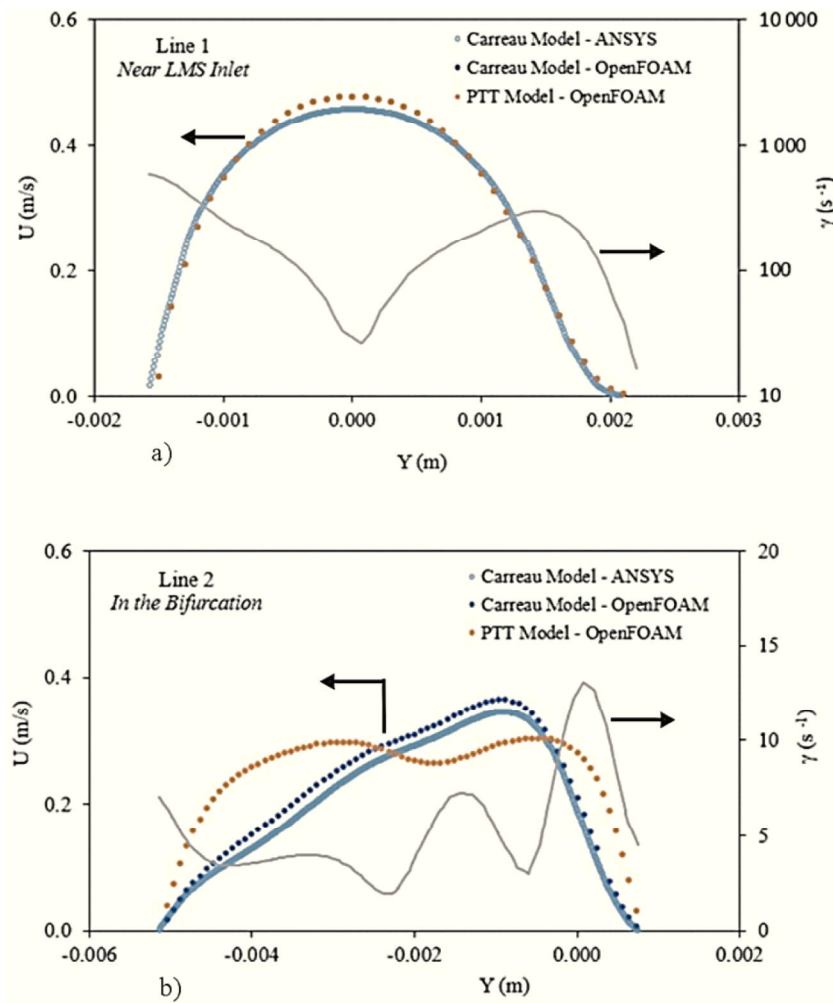 Line 1
Near LMS Inlet
Carreau Model - ANSYS
Carreau Model - OpenFOAM
PTT Model - OpenFOAM
0.6
0.4
0.2
0.0
U (m/s)
10 000
1 000
100
10
γ (s⁻¹)
-0.002
-0.001
0.000
0.001
0.002
0.003
Y (m)
a)
Line 2
In the Bifurcation
Carreau Model - ANSYS
Carreau Model - OpenFOAM
PTT Model - OpenFOAM
0.6
0.4
0.2
0.0
U (m/s)
20
15
10
5
0
γ (s⁻¹)
-0.006
-0.004
-0.002
0.000
0.002
Y (m)
b)